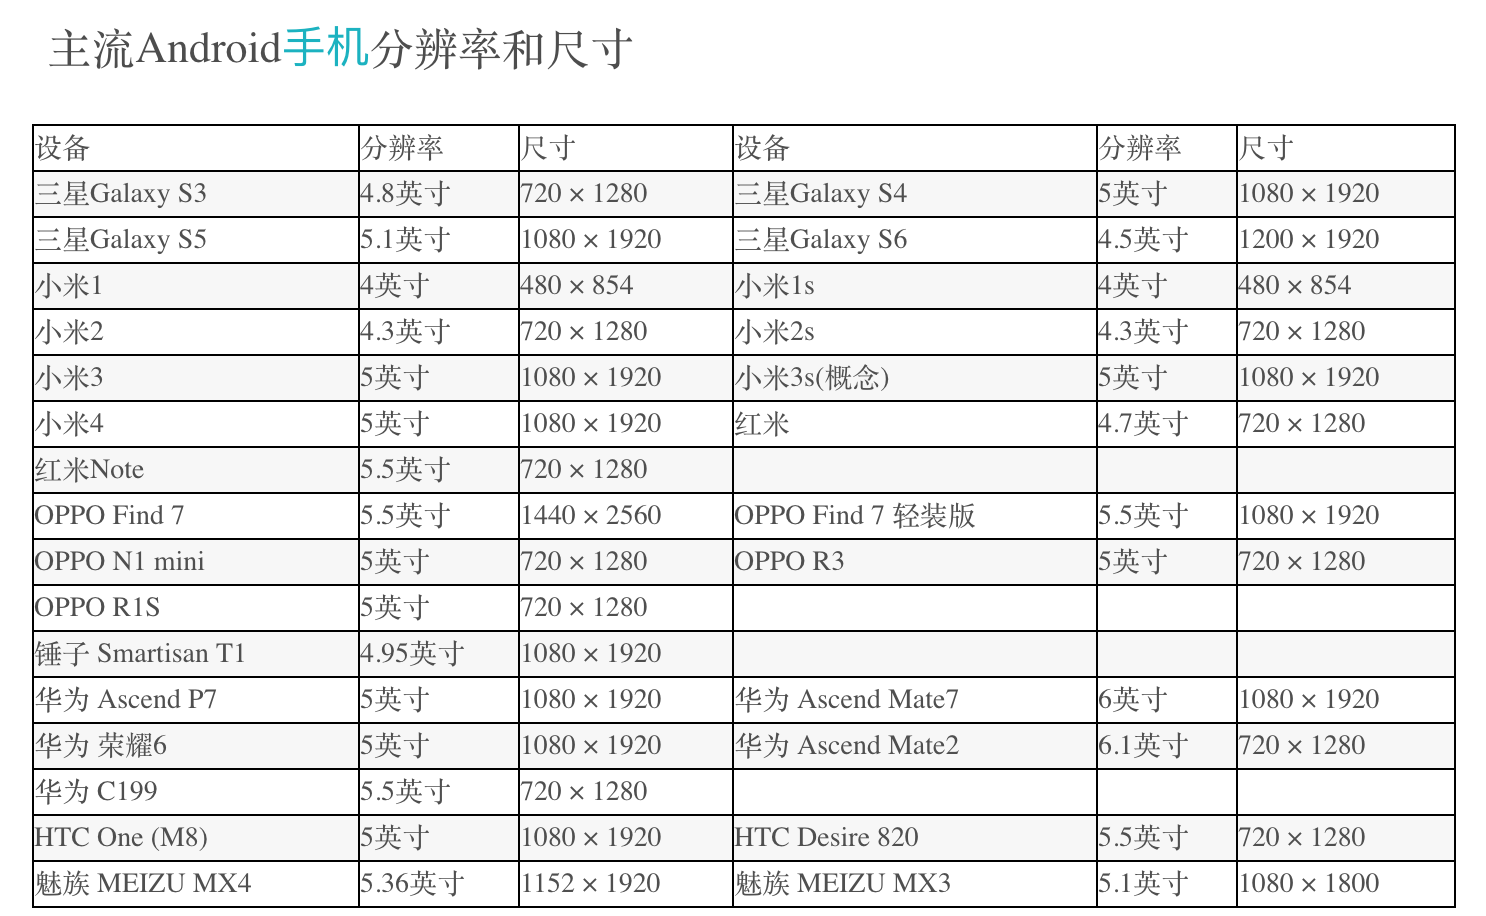 主流Android手机分辨率和尺寸
设备 分辨率 尺寸 设备 分辨率 尺寸
三星Galaxy S3 4.8英寸 720 × 1280 三星Galaxy S4 5英寸 1080 × 1920
三星Galaxy S5 5.1英寸 1080 × 1920 三星Galaxy S6 4.5英寸 1200 × 1920
小米1 4英寸 480 × 854 小米1s 4英寸 480 × 854
小米2 4.3英寸 720 × 1280 小米2s 4.3英寸 720 × 1280
小米3 5英寸 1080 × 1920 小米3s(概念) 5英寸 1080 × 1920
小米4 5英寸 1080 × 1920 红米 4.7英寸 720 × 1280
红米Note 5.5英寸 720 × 1280
OPPO Find 7 5.5英寸 1440 × 2560 OPPO Find 7 轻装版 5.5英寸 1080 × 1920
OPPO N1 mini 5英寸 720 × 1280 OPPO R3 5英寸 720 × 1280
OPPO R1S 5英寸 720 × 1280
锤子 Smartisan T1 4.95英寸 1080 × 1920
华为 Ascend P7 5英寸 1080 × 1920 华为 Ascend Mate7 6英寸 1080 × 1920
华为 荣耀6 5英寸 1080 × 1920 华为 Ascend Mate2 6.1英寸 720 × 1280
华为 C199 5.5英寸 720 × 1280
HTC One (M8) 5英寸 1080 × 1920 HTC Desire 820 5.5英寸 720 × 1280
魅族 MEIZU MX4 5.36英寸 1152 × 1920 魅族 MEIZU MX3 5.1英寸 1080 × 1800